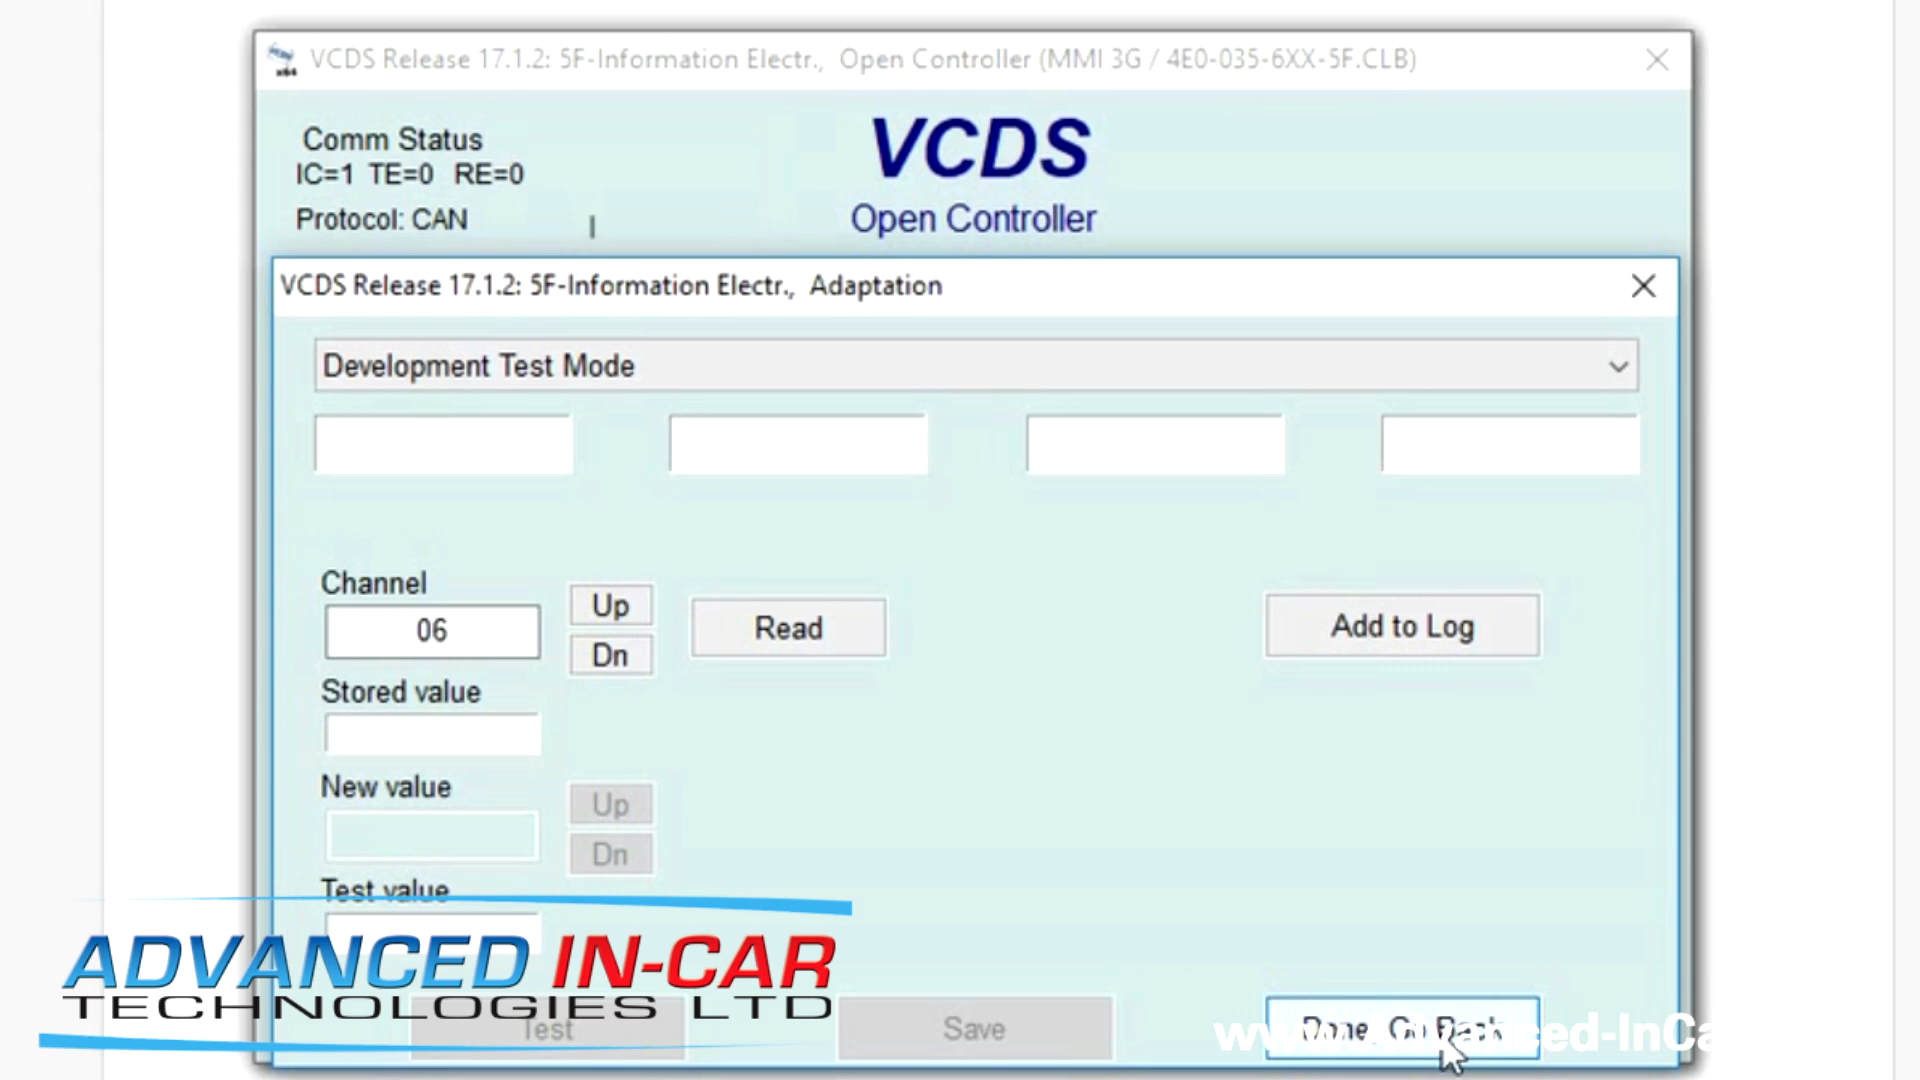 VCDS Release 17.1.2: 5F-Information Electr., Open Controller (MMI 3G / 4E0-035-6XX-5F.CLB)
Comm Status
IC=1 TE=0 RE=0
Protocol: CAN
VCDS
Open Controller
VCDS Release 17.1.2: 5F-Information Electr., Adaptation
Development Test Mode
Channel
06
Up
Dn
Read
Add to Log
Stored value
New value
Up
Dn
Test value
ADVANCED IN-CAR
TECHNOLOGIES LTD
Test
Save